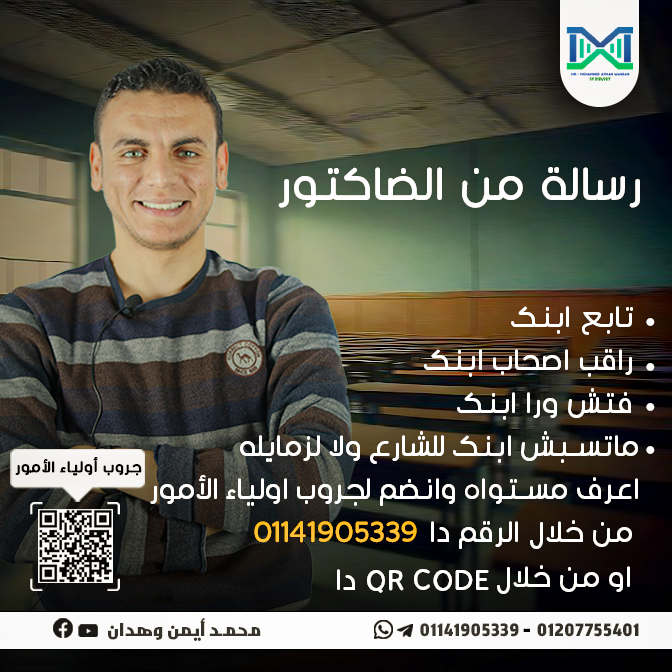 رسالة من الضاكتور
• تابع ابنك
• راقب اصحاب ابنك
• فتش ورا ابنك
• ماتسبش ابنك للشارع ولا لزمايله
اعرف مستواه وانضم لجروب اولياء الأمور
من خلال الرقم دا 01141905339
او من خلال QR CODE دا
جروب أولياء الأمور
محمد أيمن وهدان
01141905339 - 01207755401